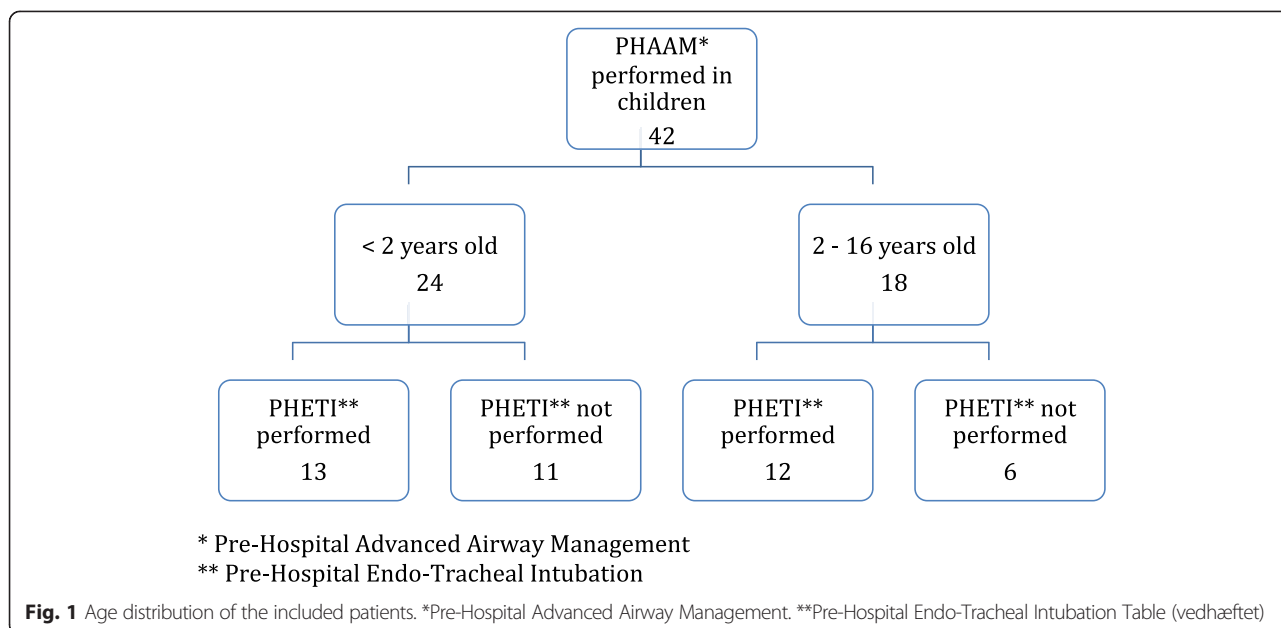 PHAAM*
performed in
children
42
< 2 years old
24
2 - 16 years old
18
PHETI**
performed
13
PHETI** not
performed
11
PHETI**
performed
12
PHETI** not
performed
6
* Pre-Hospital Advanced Airway Management
** Pre-Hospital Endo-Tracheal Intubation
Fig. 1 Age distribution of the included patients. *Pre-Hospital Advanced Airway Management. **Pre-Hospital Endo-Tracheal Intubation Table (vedhæftet)